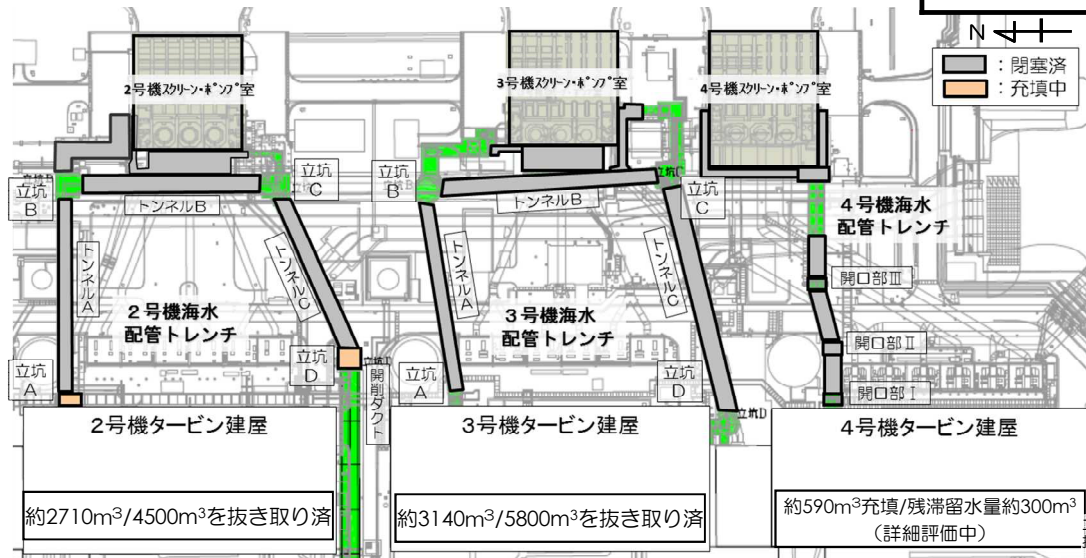 N
：閉塞済
：充填中
2号機スクリーン・ポンプ室
3号機スクリーン・ポンプ室
4号機スクリーン・ポンプ室
立坑
B
トンネルB
立坑
C
立坑
B
トンネルB
立坑
C
トンネルA
トンネルC
トンネルA
トンネルC
2号機海水
配管トレンチ
3号機海水
配管トレンチ
4号機海水
配管トレンチ
開口部Ⅲ
開口部Ⅱ
開口部Ⅰ
立坑
A
立坑
D
開削ダクト
立坑
A
立坑
D
立坑D
2号機タービン建屋
3号機タービン建屋
4号機タービン建屋
約2710m³/4500m³を抜き取り済
約3140m³/5800m³を抜き取り済
約590m³充填/残滞留水量約300m³
（詳細評価中）